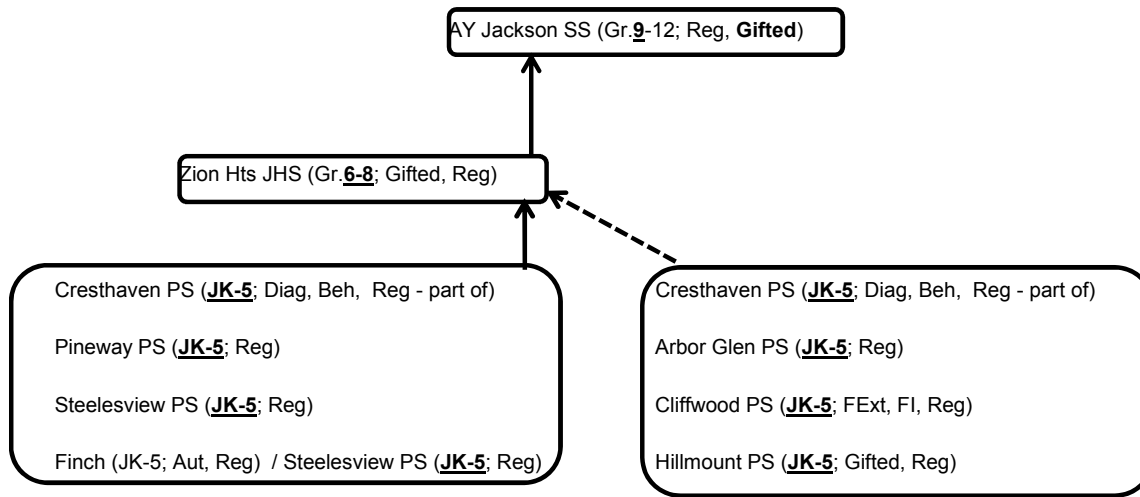 AY Jackson SS (Gr.9-12; Reg, Gifted)
Zion Hts JHS (Gr.6-8; Gifted, Reg)
Cresthaven PS (JK-5; Diag, Beh, Reg - part of)
Pineway PS (JK-5; Reg)
Steelesview PS (JK-5; Reg)
Finch (JK-5; Aut, Reg) / Steelesview PS (JK-5; Reg)
Cresthaven PS (JK-5; Diag, Beh, Reg - part of)
Arbor Glen PS (JK-5; Reg)
Cliffwood PS (JK-5; FExt, FI, Reg)
Hillmount PS (JK-5; Gifted, Reg)